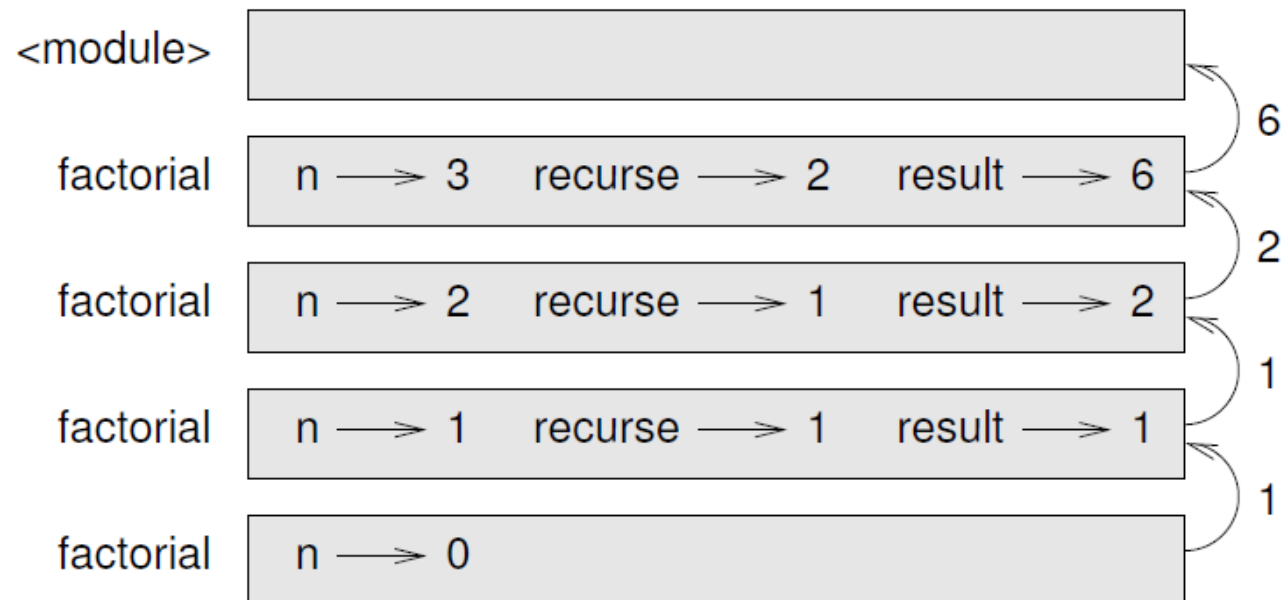 <module>
6
factorial n 3 recurse 2 result 6
2
factorial n 2 recurse 1 result 2
1
factorial n 1 recurse 1 result 1
1
factorial n 0